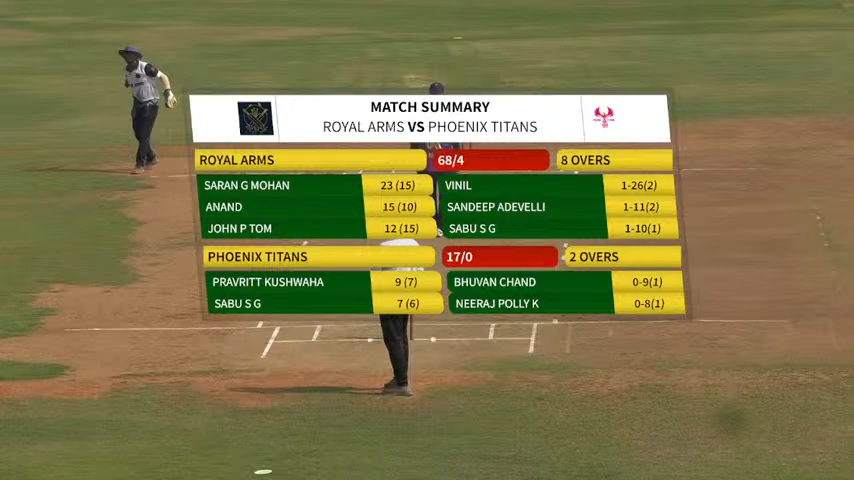 MATCH SUMMARY
ROYAL ARMS VS PHOENIX TITANS
ROYAL ARMS 68/4 8 OVERS
SARAN G MOHAN 23 (15) VINIL 1-26(2)
ANAND 15 (10) SANDEEP ADEVELLI 1-11(2)
JOHN P TOM 12 (15) SABU S G 1-10(1)
PHOENIX TITANS 17/0 2 OVERS
PRAVRITT KUSHWAHA 9 (7) BHUVAN CHAND 0-9(1)
SABU S G 7 (6) NEERAJ POLLY K 0-8(1)